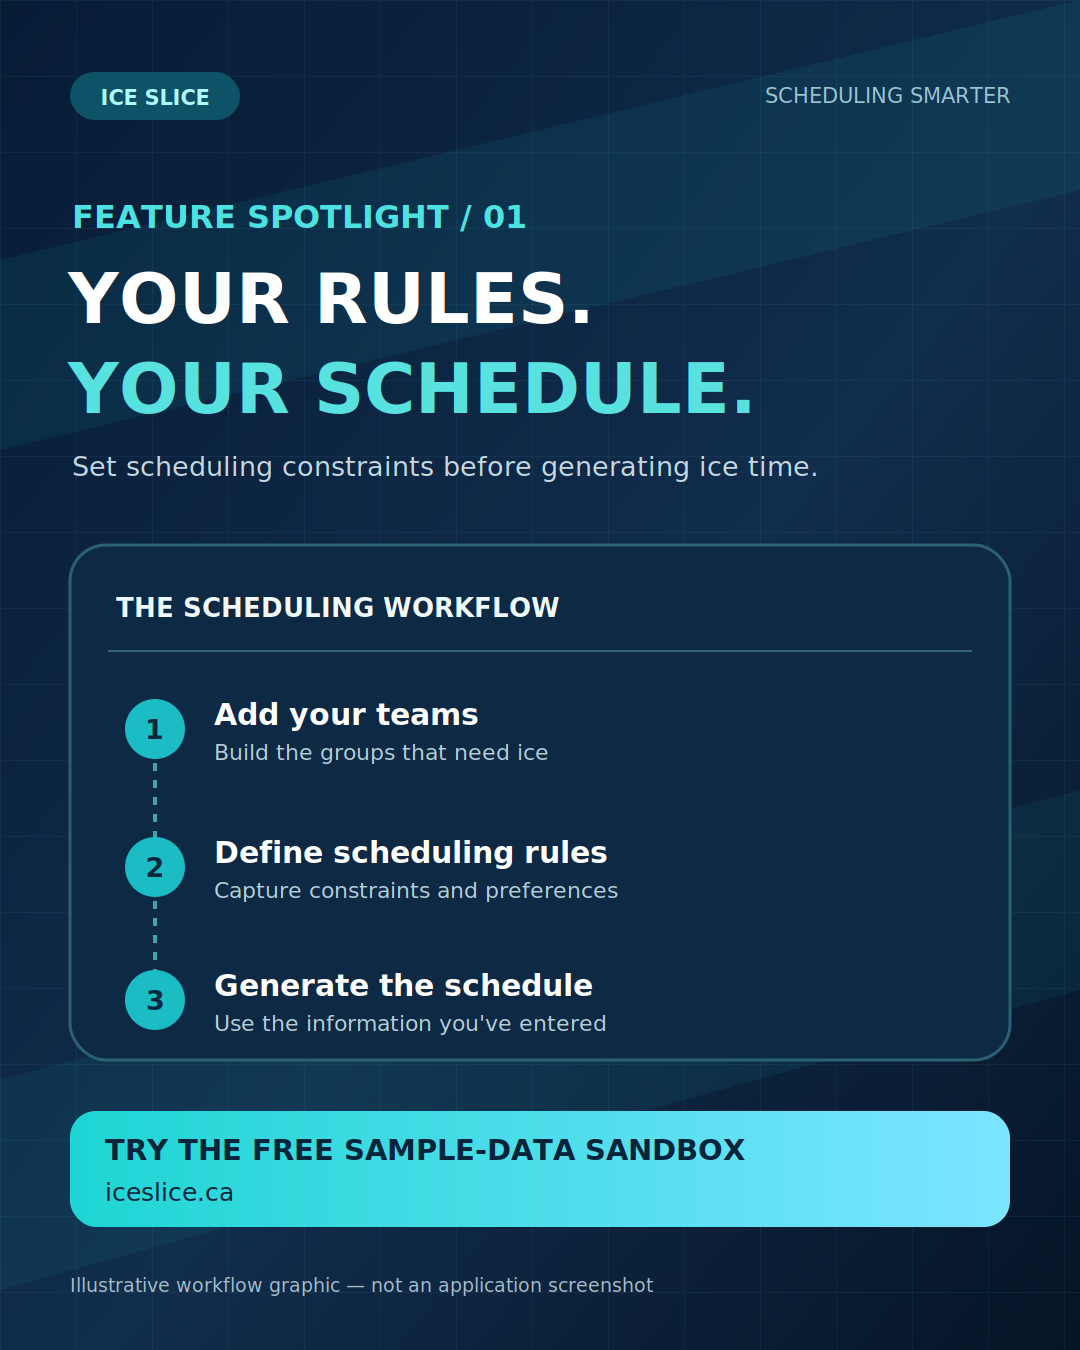 ICE SLICE
SCHEDULING SMARTER
FEATURE SPOTLIGHT / 01
YOUR RULES.
YOUR SCHEDULE.
Set scheduling constraints before generating ice time.
THE SCHEDULING WORKFLOW
1
Add your teams
Build the groups that need ice
2
Define scheduling rules
Capture constraints and preferences
3
Generate the schedule
Use the information you've entered
TRY THE FREE SAMPLE-DATA SANDBOX
iceslice.ca
Illustrative workflow graphic — not an application screenshot